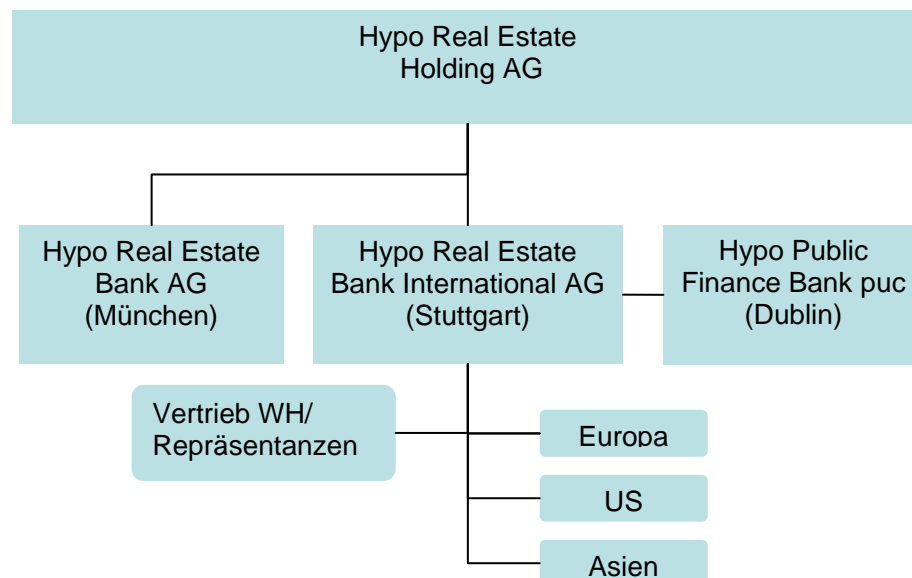 Hypo Real Estate
Holding AG
Hypo Real Estate
Bank AG
(München)
Hypo Real Estate
Bank International AG
(Stuttgart)
Hypo Public
Finance Bank puc
(Dublin)
Vertrieb WH/
Repräsentanzen
Europa
US
Asien